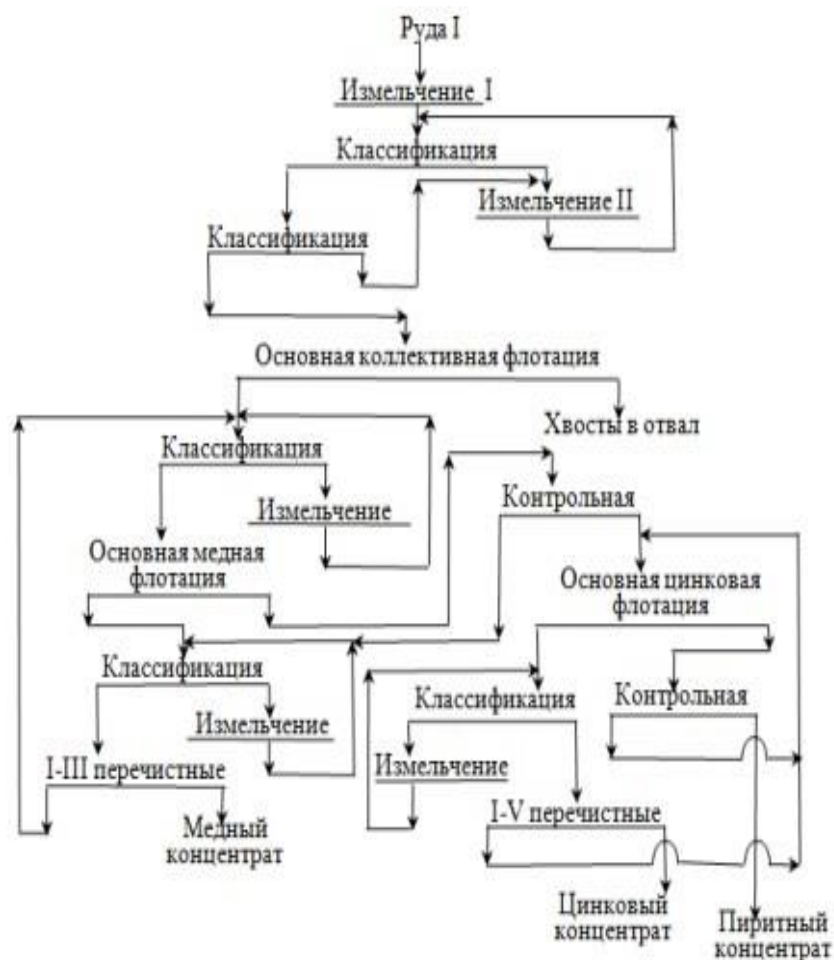 Руда I
Измельчение I
Классификация
Измельчение II
Классификация
Основная коллективная флотация
Хвосты в отвал
Классификация
Контрольная
Измельчение
Основная медная
флотация
Основная цинковая
флотация
Классификация
Контрольная
Классификация
Измельчение
I-III перечистные
Измельчение
I-V перечистные
Медный
концентрат
Цинковый
концентрат
Пиритный
концентрат